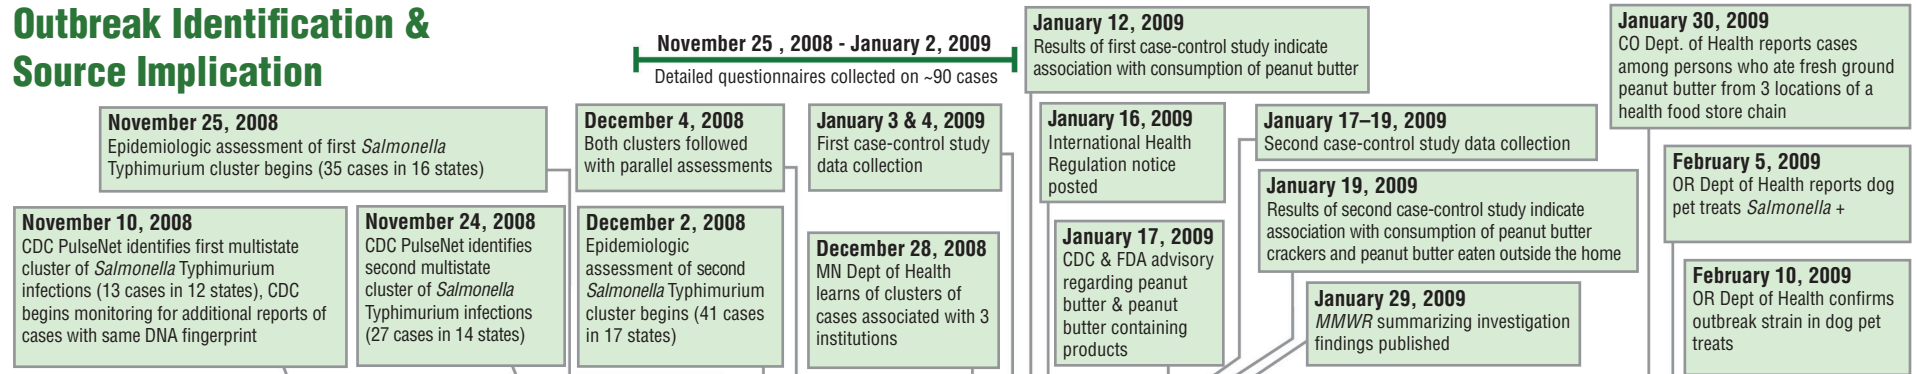 Outbreak Identification &
Source Implication
November 25 , 2008 - January 2, 2009
Detailed questionnaires collected on ~90 cases
January 12, 2009
Results of first case-control study indicate
association with consumption of peanut butter
January 30, 2009
CO Dept. of Health reports cases
among persons who ate fresh ground
peanut butter from 3 locations of a
health food store chain
November 25, 2008
Epidemiologic assessment of first Salmonella
Typhimurium cluster begins (35 cases in 16 states)
December 4, 2008
Both clusters followed
with parallel assessments
January 3 & 4, 2009
First case-control study
data collection
January 16, 2009
International Health
Regulation notice
posted
January 17–19, 2009
Second case-control study data collection
February 5, 2009
OR Dept of Health reports dog
pet treats Salmonella +
January 19, 2009
Results of second case-control study indicate
association with consumption of peanut butter
crackers and peanut butter eaten outside the home
November 10, 2008
CDC PulseNet identifies first multistate
cluster of Salmonella Typhimurium
infections (13 cases in 12 states), CDC
begins monitoring for additional reports of
cases with same DNA fingerprint
November 24, 2008
CDC PulseNet identifies
second multistate
cluster of Salmonella
Typhimurium infections
(27 cases in 14 states)
December 2, 2008
Epidemiologic
assessment of second
Salmonella Typhimurium
cluster begins (41 cases
in 17 states)
December 28, 2008
MN Dept of Health
learns of clusters of
cases associated with 3
institutions
January 17, 2009
CDC & FDA advisory
regarding peanut
butter & peanut
butter containing
products
January 29, 2009
MMWR summarizing investigation
findings published
February 10, 2009
OR Dept of Health confirms
outbreak strain in dog pet
treats